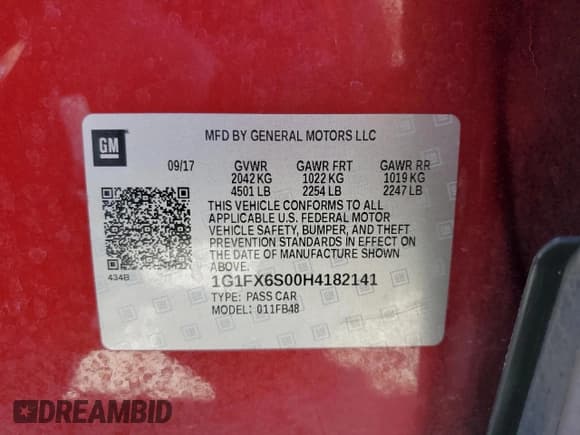 GM
MFD BY GENERAL MOTORS LLC
09/17 GVWR GAWR FRT GAWR RR
2042 KG 1022 KG 1019 KG
4501 LB 2254 LB 2247 LB
THIS VEHICLE CONFORMS TO ALL
APPLICABLE U.S. FEDERAL MOTOR
VEHICLE SAFETY, BUMPER, AND THEFT
PREVENTION STANDARDS IN EFFECT ON
THE DATE OF MANUFACTURE SHOWN
ABOVE.
434B
1G1FX6S00H4182141
TYPE: PASS CAR
MODEL: 011FB48
DREAMBID